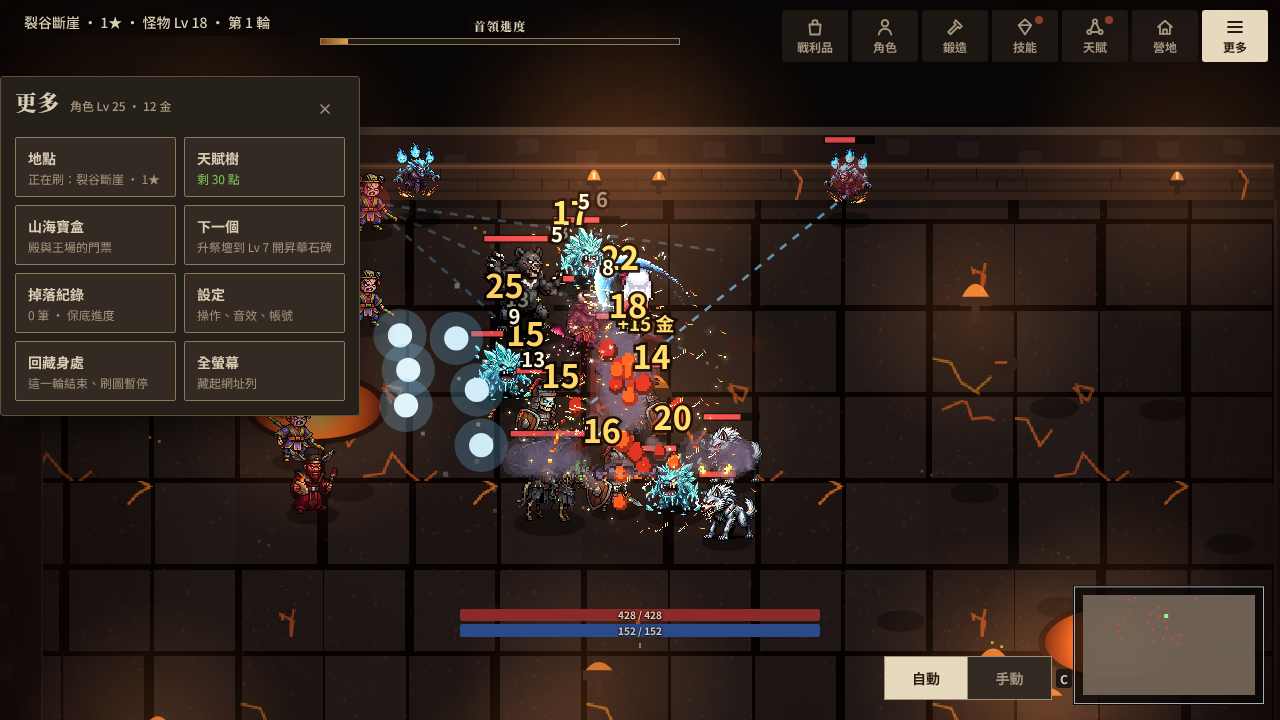 裂谷斷崖 · 1★ · 怪物 Lv 18 · 第 1 輪
首領進度
戰利品
角色
鍛造
技能
天賦
營地
更多
更多 角色 Lv 25 · 12 金
地點
正在刷：裂谷斷崖 · 1★
天賦樹
剩 30 點
山海寶盒
殿與王場的門票
下一個
升祭壇到 Lv 7 開昇華石碑
掉落紀錄
0 筆 · 保底進度
設定
操作、音效、帳號
回藏身處
這一輪結束、刷圖暫停
全螢幕
藏起網址列
17
5
6
5
22
8
25
13
18
9
+15 金
15
13
14
15
20
16
428 / 428
152 / 152
自動
手動
C